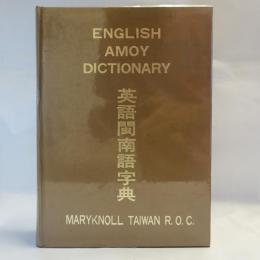 ENGLISH
AMOY
DICTIONARY
英語閩南語字典
MARYKNOLL TAIWAN R.O.C.